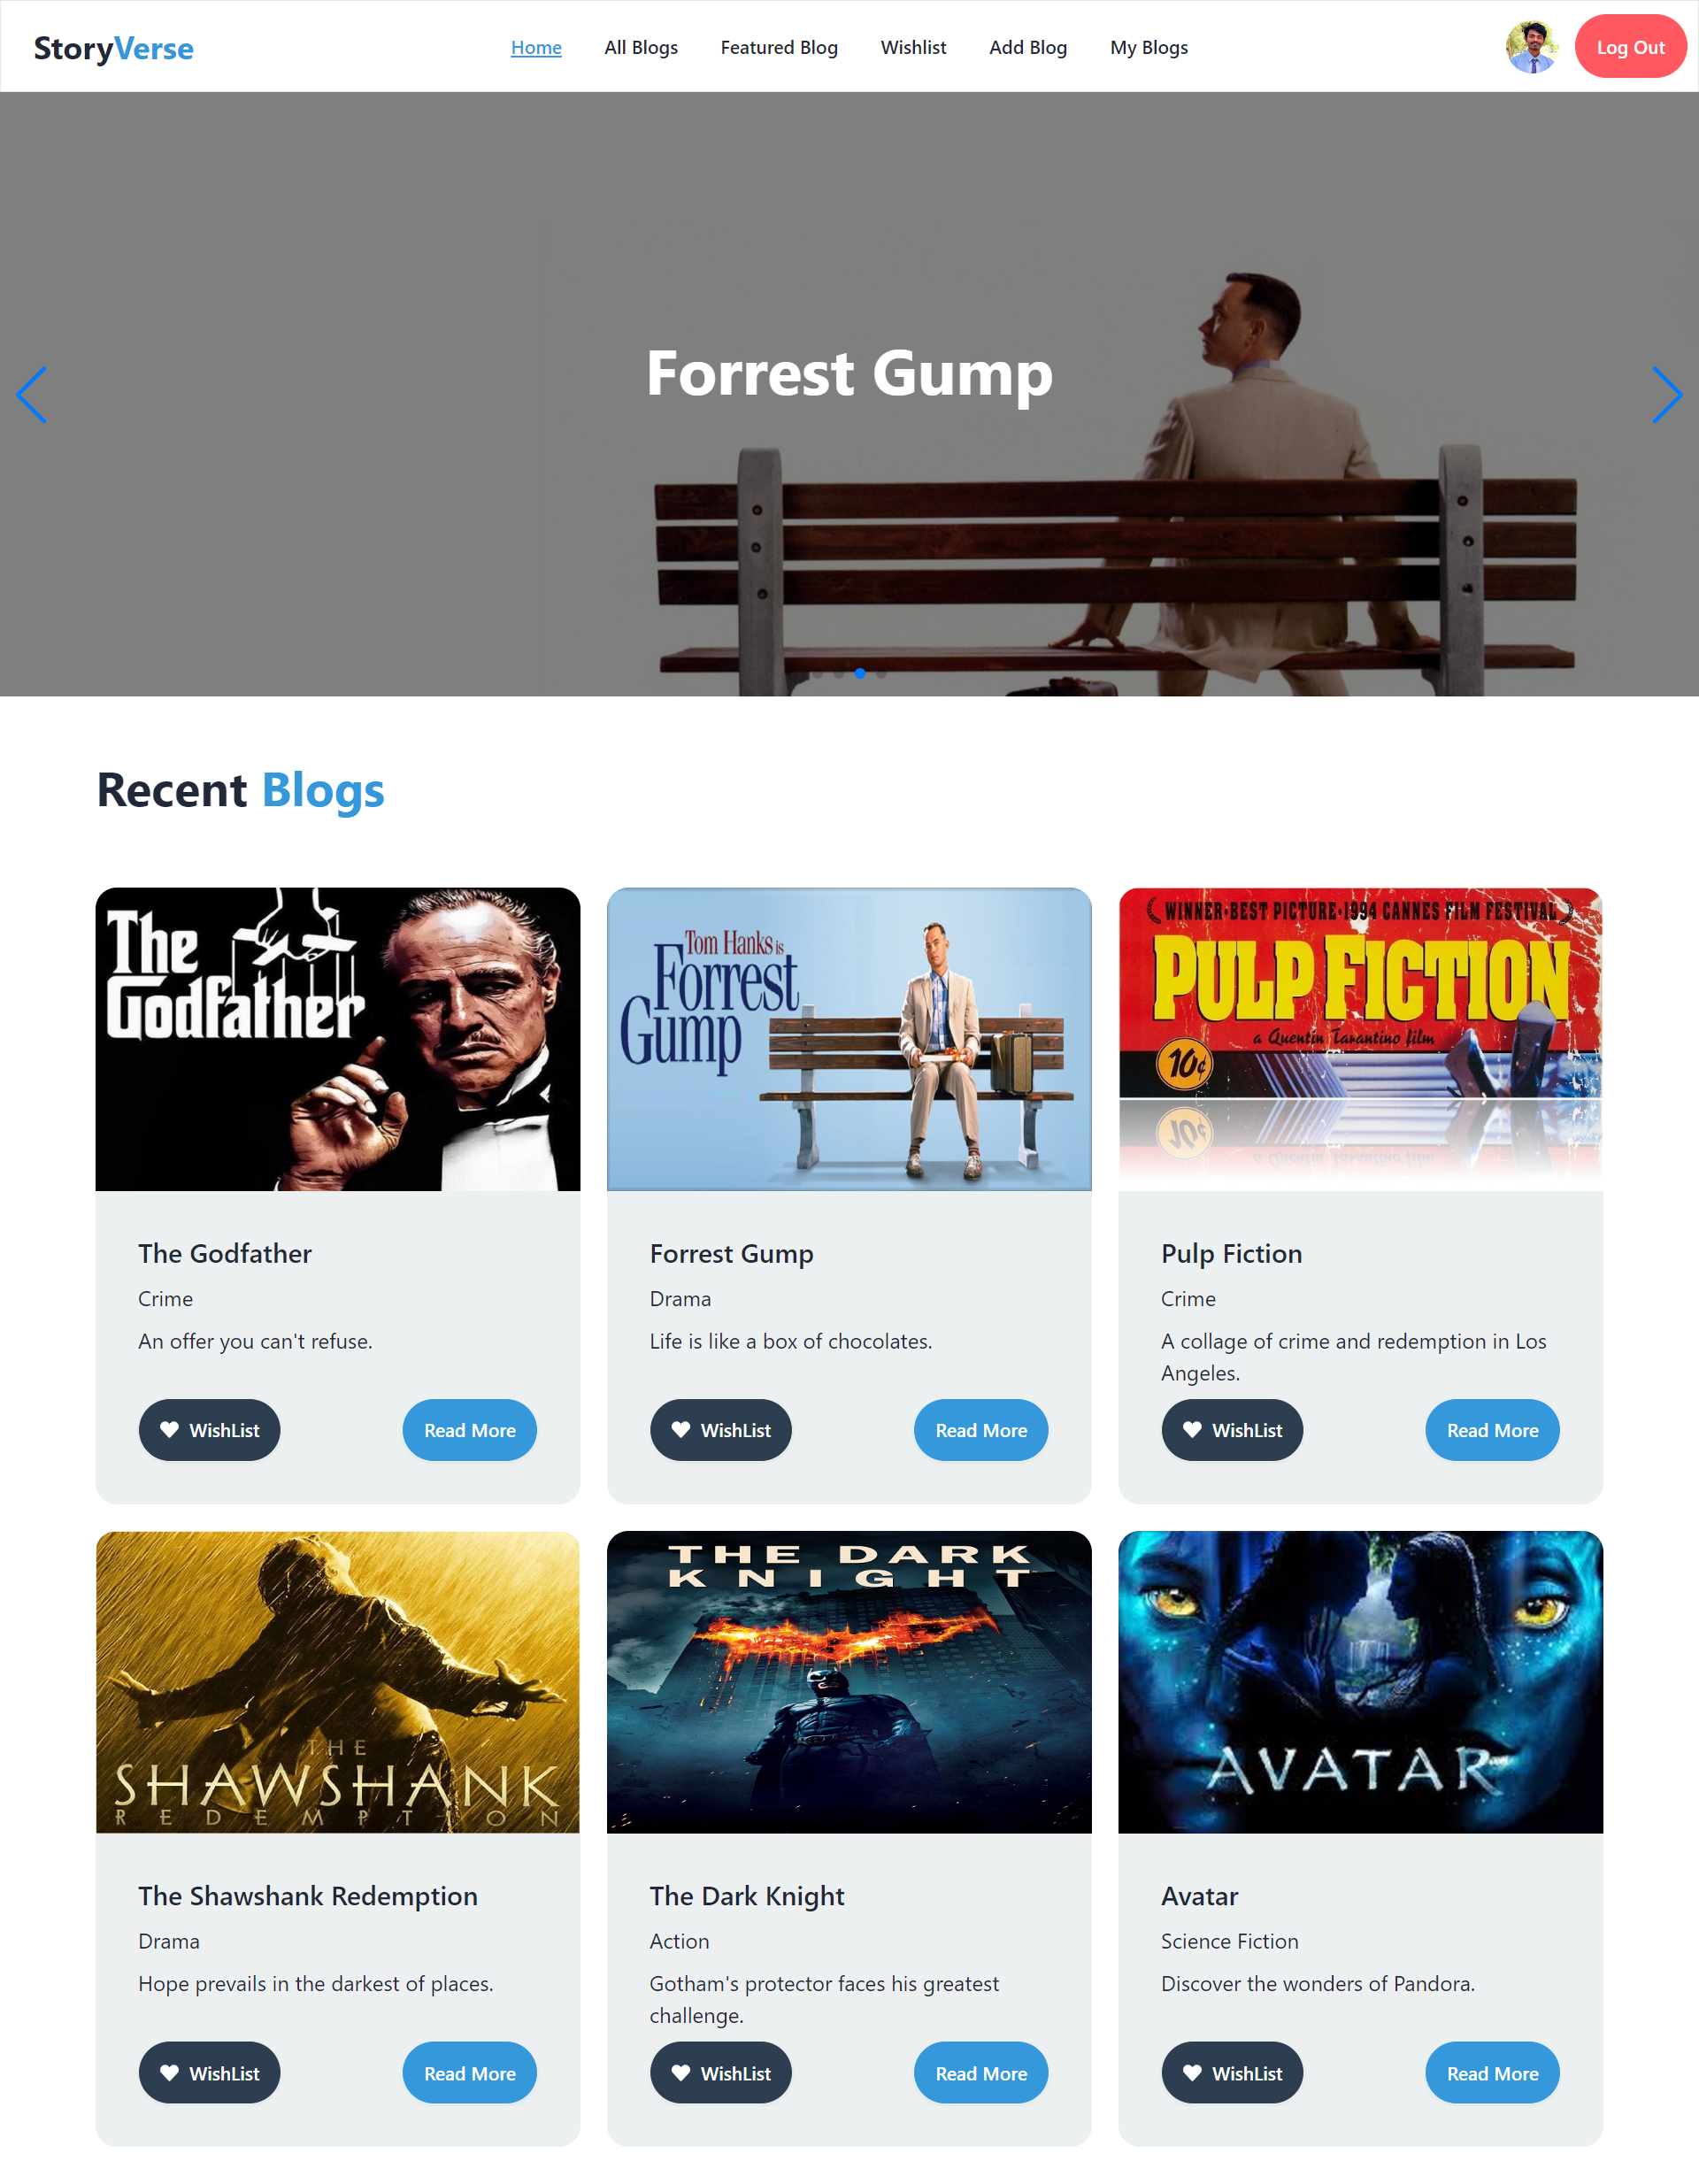 StoryVerse
Home
All Blogs
Featured Blog
Wishlist
Add Blog
My Blogs
Log Out
Forrest Gump
Recent Blogs
The
Godfather
Tom Hanks is
Forrest
Gump
WINNER·BEST PICTURE·1994 CANNES FILM FESTIVAL
PULP FICTION
a Quentin Tarantino film
10¢
The Godfather
Crime
An offer you can't refuse.
WishList
Read More
Forrest Gump
Drama
Life is like a box of chocolates.
WishList
Read More
Pulp Fiction
Crime
A collage of crime and redemption in Los
Angeles.
WishList
Read More
THE
SHAWSHANK
REDEMPTION
THE DARK
KNIGHT
AVATAR
The Shawshank Redemption
Drama
Hope prevails in the darkest of places.
WishList
Read More
The Dark Knight
Action
Gotham's protector faces his greatest
challenge.
WishList
Read More
Avatar
Science Fiction
Discover the wonders of Pandora.
WishList
Read More